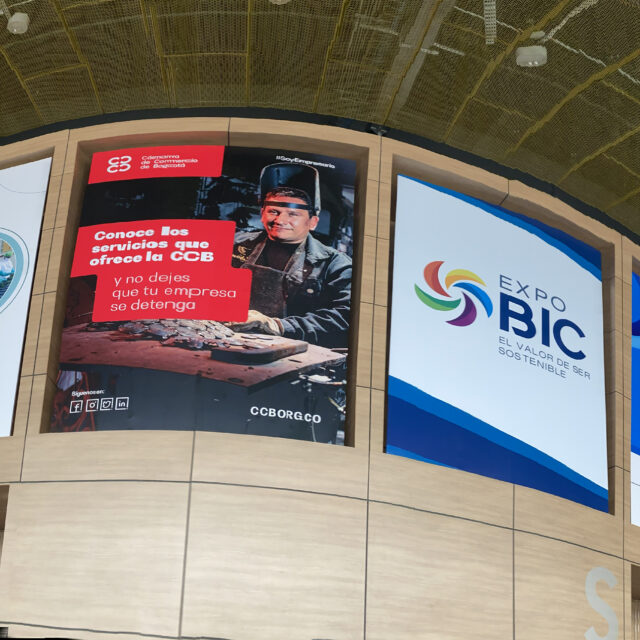 Cámara
de Comercio
de Bogotá
#SoyEmpresario
Conoce los
servicios que
ofrece la CCB
y no dejes
que tu empresa
se detenga
Síguenos en:
CCB.ORG.CO
EXPO
BIC
EL VALOR DE SER
SOSTENIBLE
S